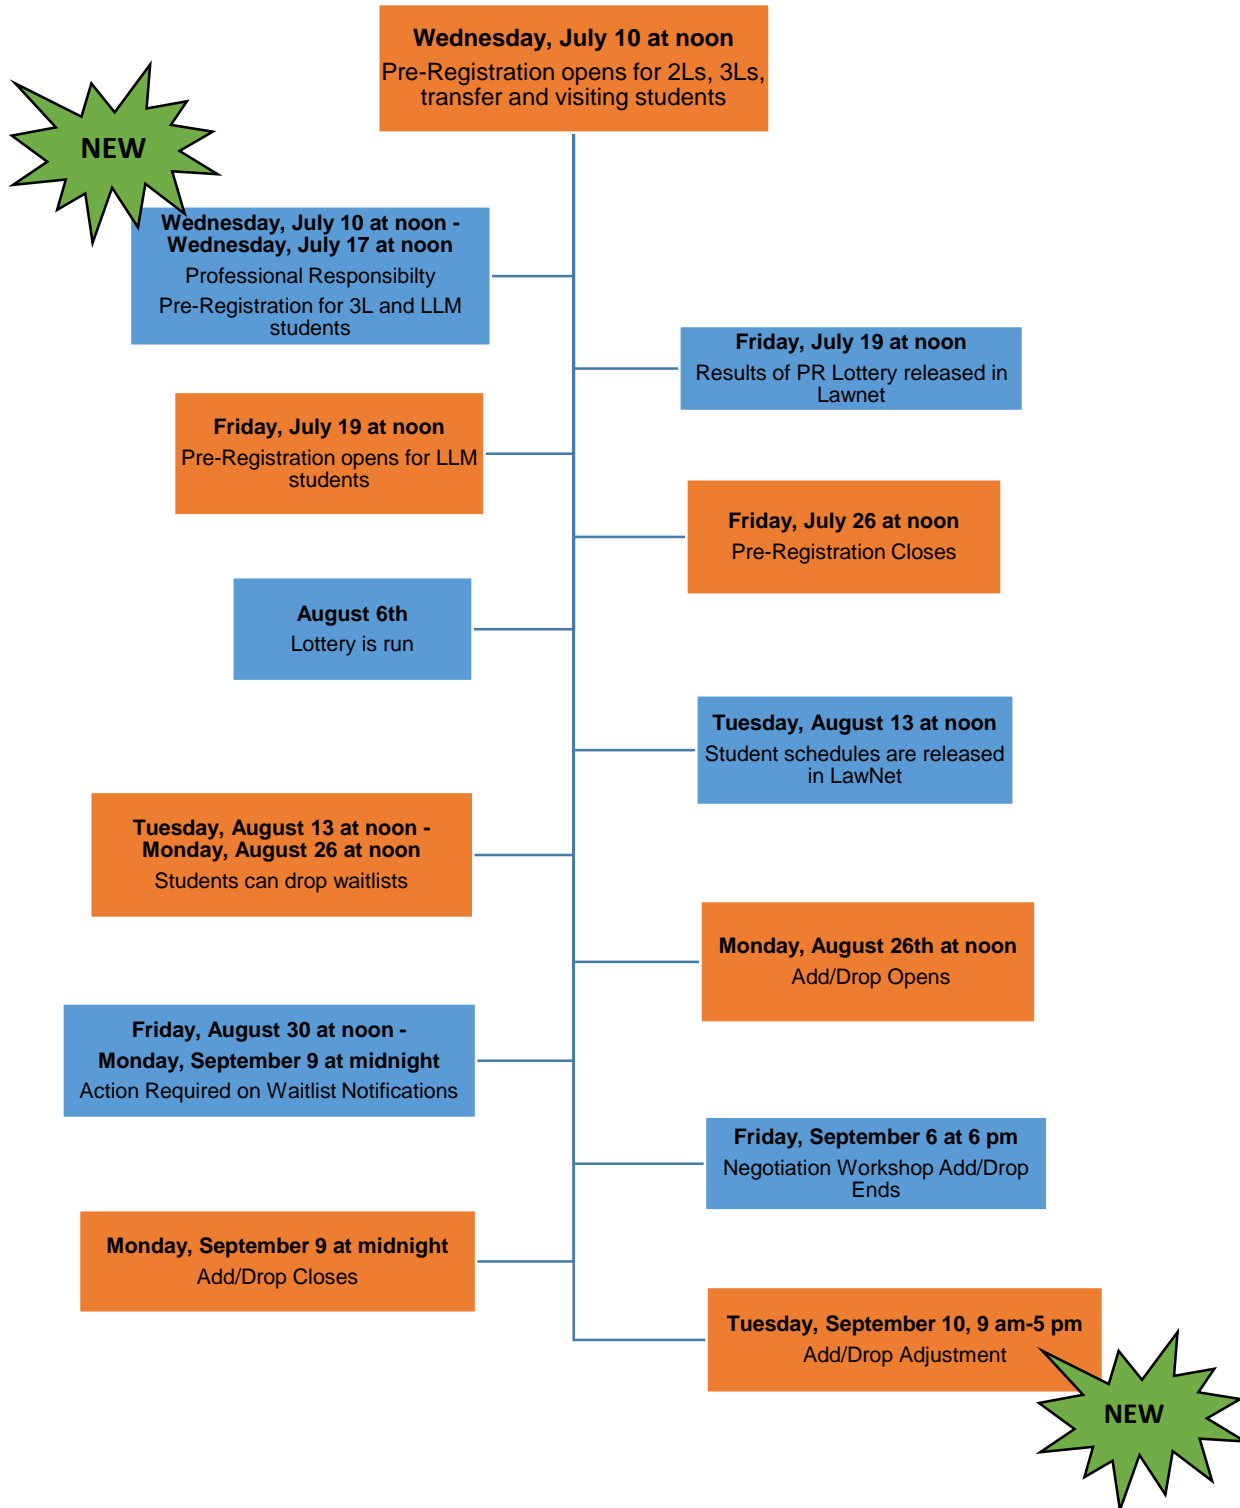 Wednesday, July 10 at noon
Pre-Registration opens for 2Ls, 3Ls,
transfer and visiting students
NEW
Wednesday, July 10 at noon -
Wednesday, July 17 at noon
Professional Responsibilty
Pre-Registration for 3L and LLM
students
Friday, July 19 at noon
Results of PR Lottery released in
Lawnet
Friday, July 19 at noon
Pre-Registration opens for LLM
students
Friday, July 26 at noon
Pre-Registration Closes
August 6th
Lottery is run
Tuesday, August 13 at noon
Student schedules are released
in LawNet
Tuesday, August 13 at noon -
Monday, August 26 at noon
Students can drop waitlists
Monday, August 26th at noon
Add/Drop Opens
Friday, August 30 at noon -
Monday, September 9 at midnight
Action Required on Waitlist Notifications
Friday, September 6 at 6 pm
Negotiation Workshop Add/Drop
Ends
Monday, September 9 at midnight
Add/Drop Closes
Tuesday, September 10, 9 am-5 pm
Add/Drop Adjustment
NEW